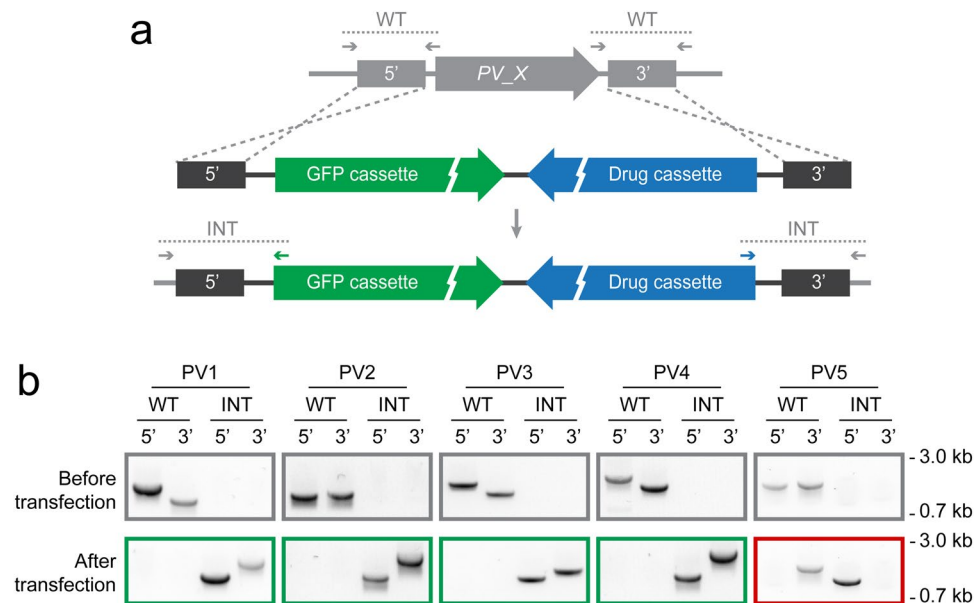 a
WT WT
5’ PV_X 3’
5’ GFP cassette Drug cassette 3’
INT INT
5’ GFP cassette Drug cassette 3’
b
PV1 PV2 PV3 PV4 PV5
WT INT WT INT WT INT WT INT WT INT
5’ 3’ 5’ 3’ 5’ 3’ 5’ 3’ 5’ 3’ 5’ 3’ 5’ 3’ 5’ 3’ 5’ 3’ 5’ 3’
Before
transfection
- 3.0 kb
- 0.7 kb
After
transfection
- 3.0 kb
- 0.7 kb